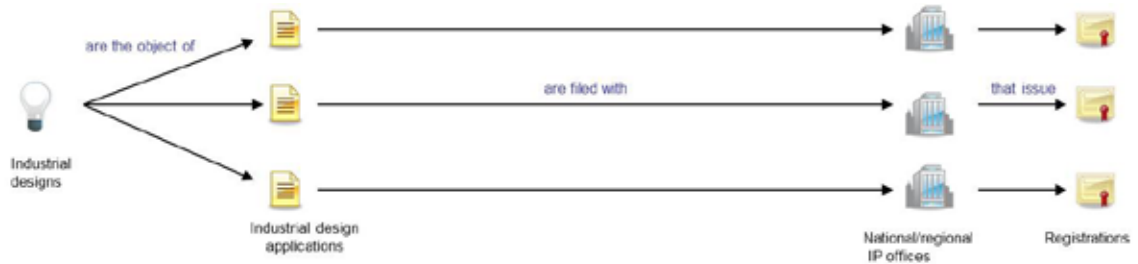 are the object of
are filed with
that issue
Industrial
designs
Industrial design
applications
National/regional
IP offices
Registrations